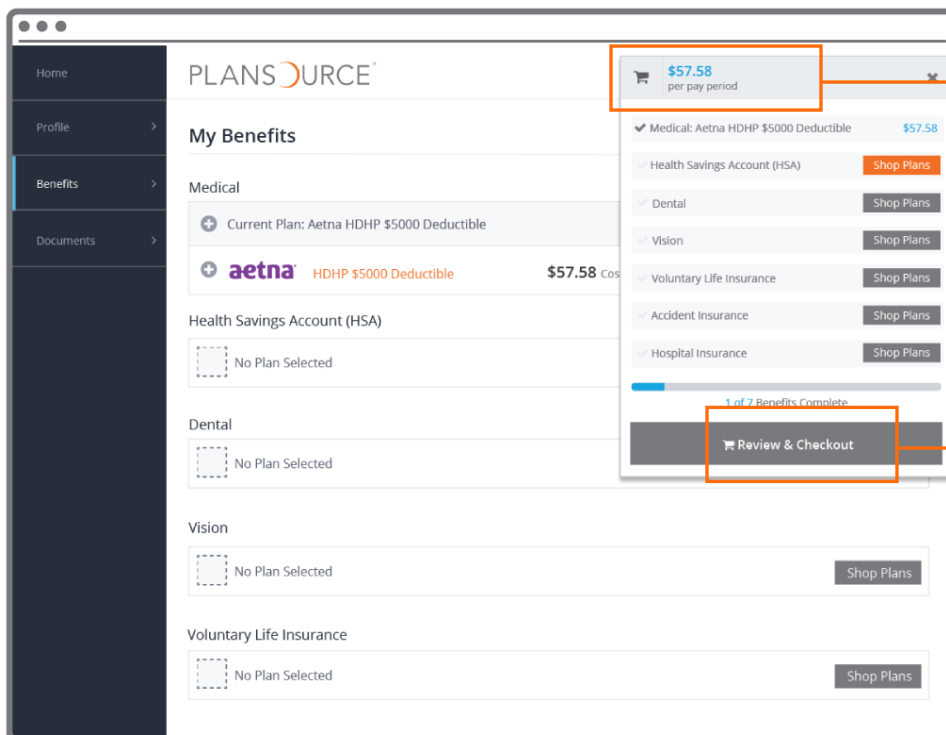 Home
Profile
Benefits
Documents
PLANSOURCE®
My Benefits
Medical
Current Plan: Aetna HDHP $5000 Deductible
aetna HDHP $5000 Deductible $57.58
Health Savings Account (HSA)
No Plan Selected
Dental
No Plan Selected
Vision
No Plan Selected Shop Plans
Voluntary Life Insurance
No Plan Selected Shop Plans
$57.58
per pay period
Medical: Aetna HDHP $5000 Deductible $57.58
Health Savings Account (HSA) Shop Plans
Dental Shop Plans
Vision Shop Plans
Voluntary Life Insurance Shop Plans
Accident Insurance Shop Plans
Hospital Insurance Shop Plans
1 of 7 Benefits Complete
Review & Checkout